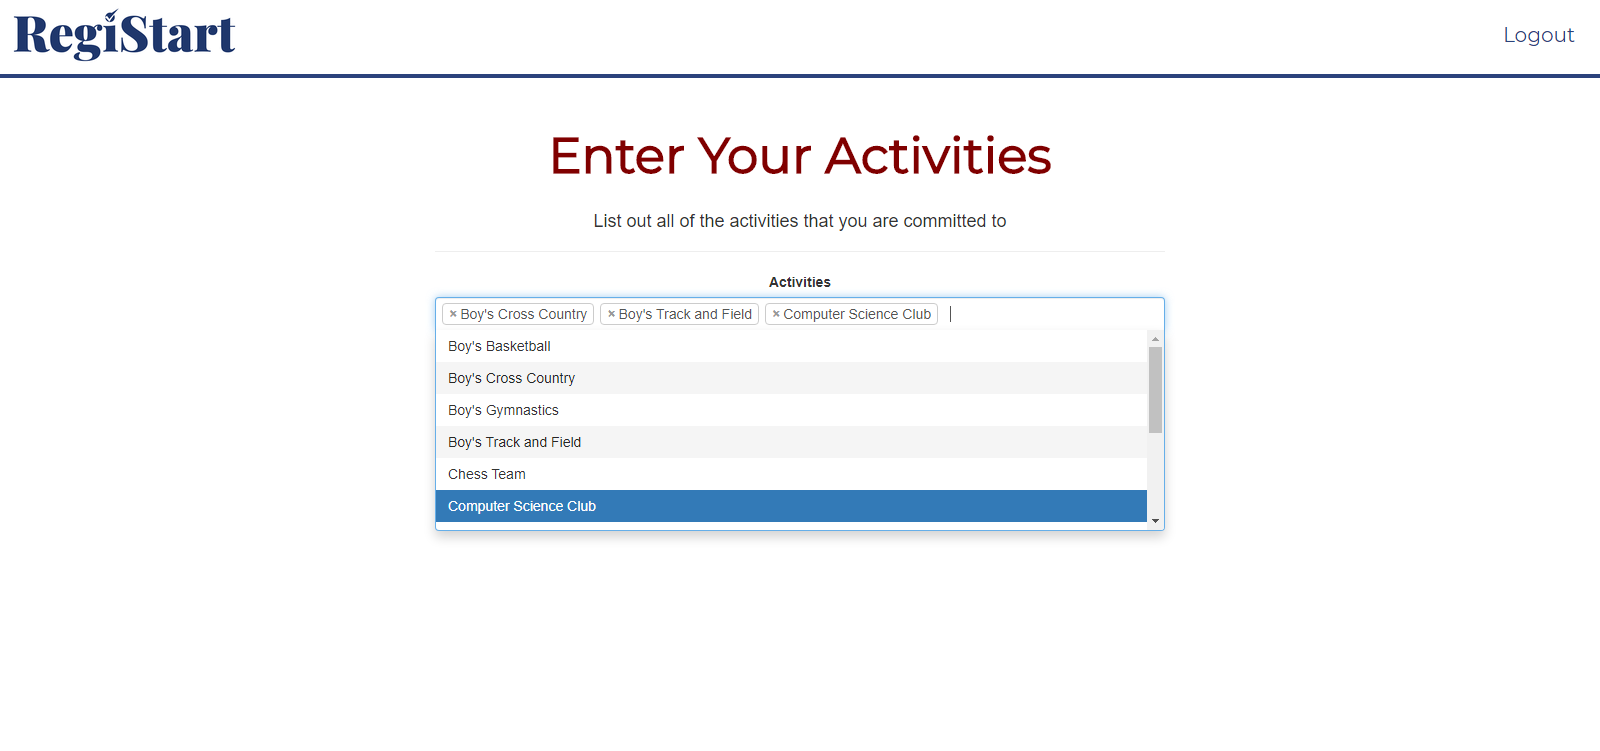 RegiStart
Logout
Enter Your Activities
List out all of the activities that you are committed to
Activities
× Boy's Cross Country × Boy's Track and Field × Computer Science Club
Boy's Basketball
Boy's Cross Country
Boy's Gymnastics
Boy's Track and Field
Chess Team
Computer Science Club